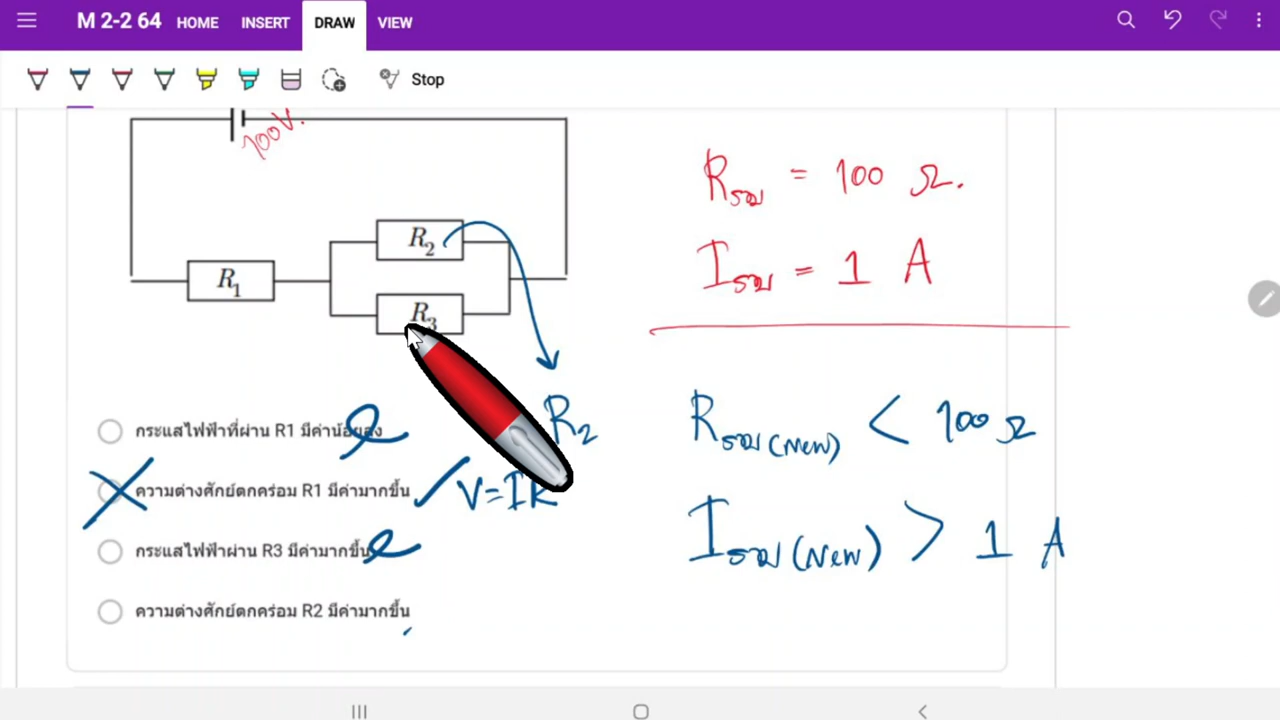 M 2-2 64 HOME INSERT DRAW VIEW
Stop
100V.
R2
R1
R3
Rรวม = 100 Ω.
Iรวม = 1 A
R2
Rรวม(New) < 100 Ω
กระแสไฟฟ้าที่ผ่าน R1 มีค่าน้อยลง
ความต่างศักย์ตกคร่อม R1 มีค่ามากขึ้น
V=IR
Iรวม(New) > 1 A
กระแสไฟฟ้าผ่าน R3 มีค่ามากขึ้น
ความต่างศักย์ตกคร่อม R2 มีค่ามากขึ้น